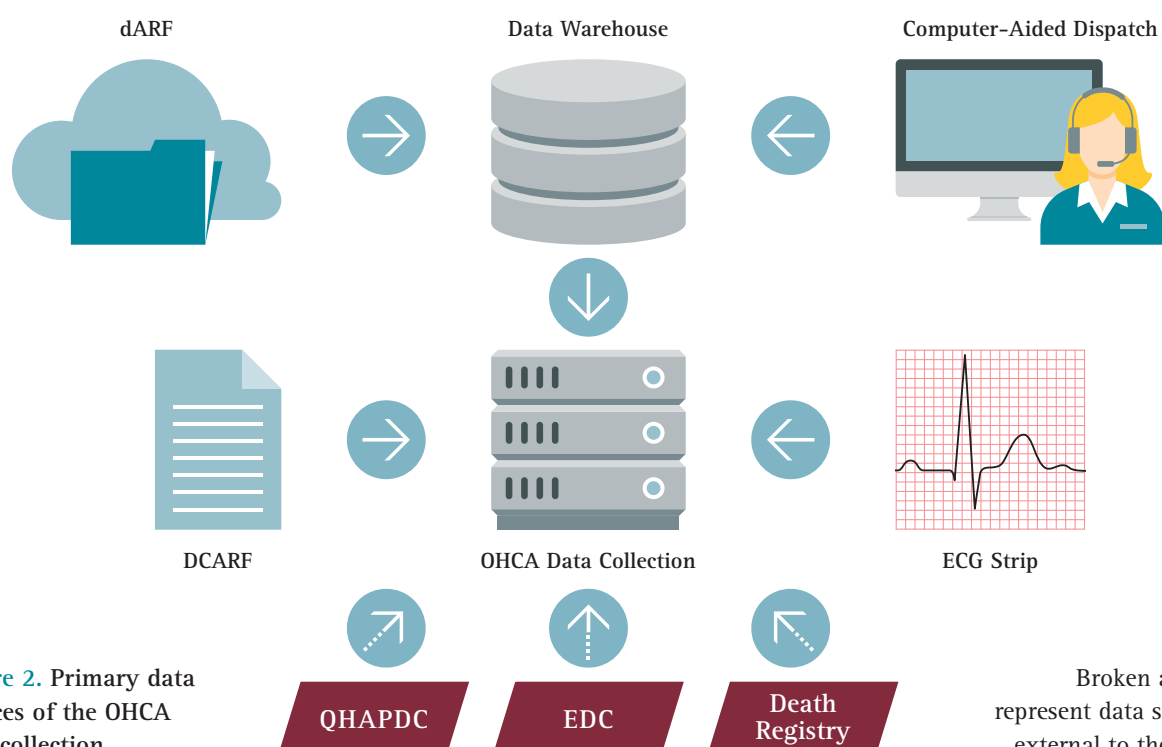 dARF
Data Warehouse
Computer-Aided Dispatch
DCARF
OHCA Data Collection
ECG Strip
re 2. Primary data
ces of the OHCA
collection
QHAPDC
EDC
Death
Registry
Broken a
represent data s
external to the